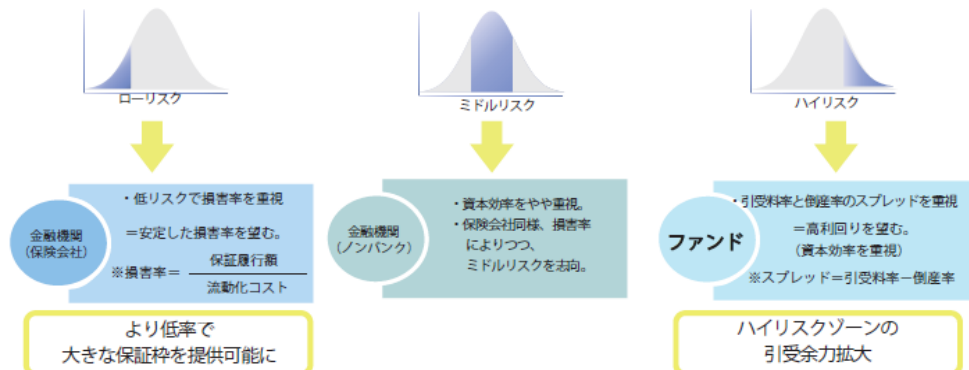 ローリスク
ミドルリスク
ハイリスク
金融機関
(保険会社)
・低リスクで損害率を重視
＝安定した損害率を望む。
※損害率＝ 保証履行額
流動化コスト
より低率で
大きな保証枠を提供可能に
金融機関
(ノンバンク)
・資本効率をやや重視。
・保険会社同様、損害率
によりつつ、
ミドルリスクを志向。
ファンド
・引受料率と倒産率のスプレッドを重視
＝高利回りを望む。
(資本効率を重視)
※スプレッド＝引受料率－倒産率
ハイリスクゾーンの
引受余力拡大